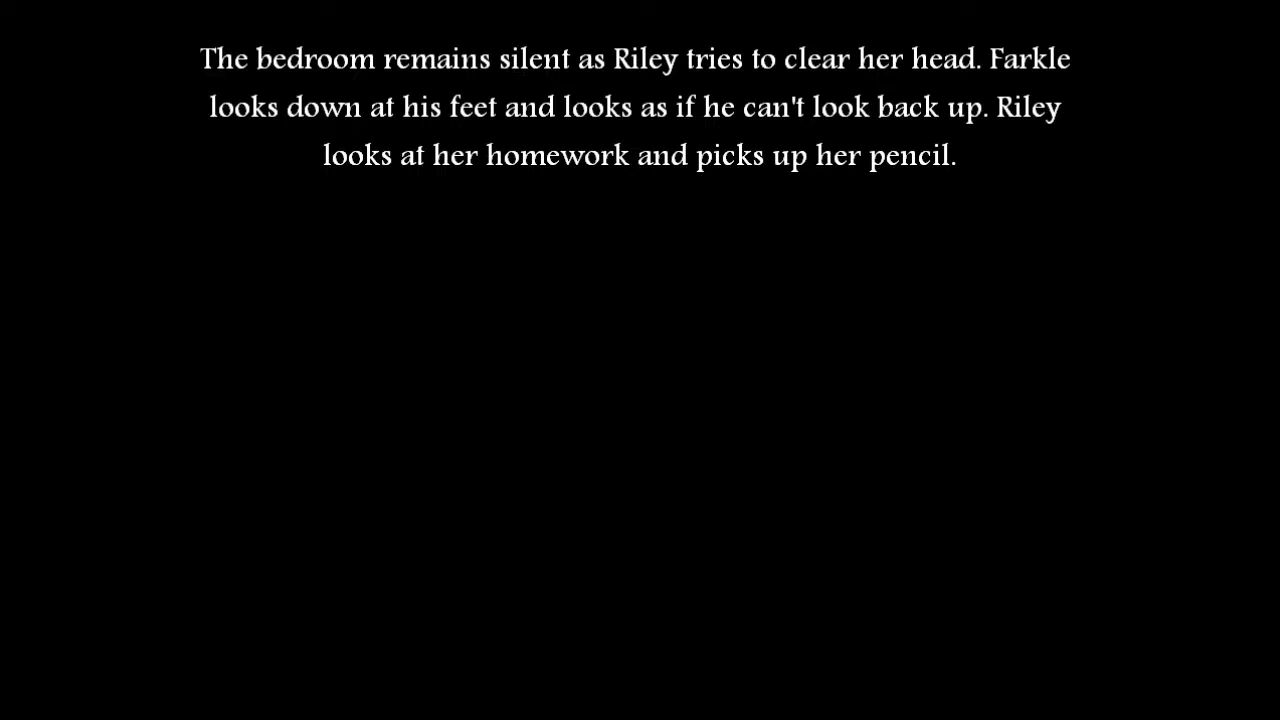 The bedroom remains silent as Riley tries to clear her head. Farkle
looks down at his feet and looks as if he can't look back up. Riley
looks at her homework and picks up her pencil.